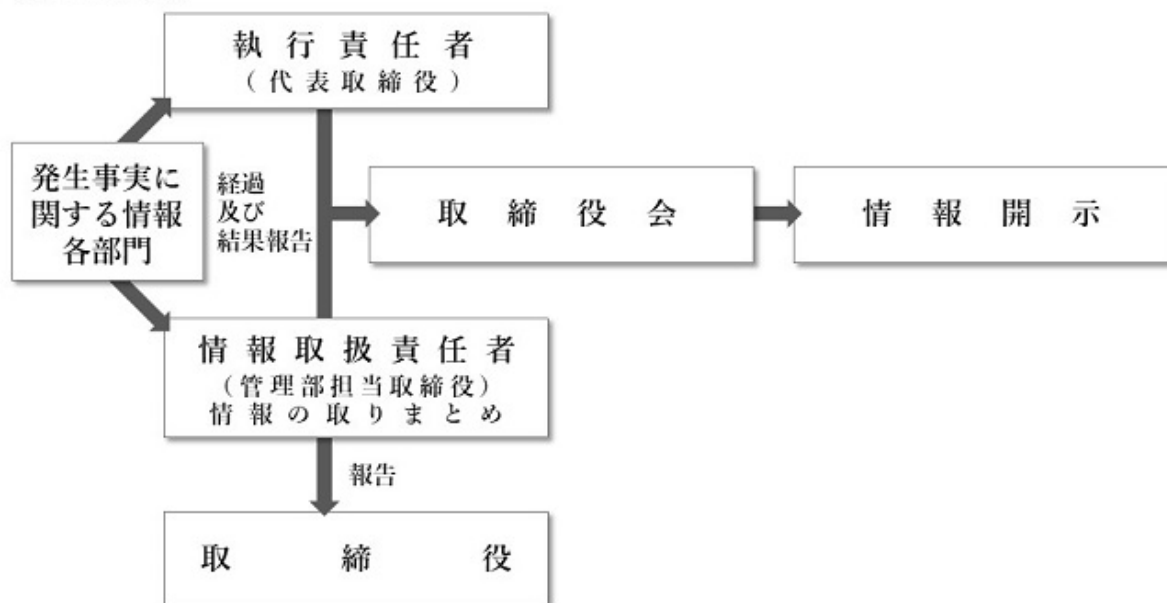 執行責任者
(代表取締役)
発生事実に
関する情報
各部門
経過
及び
結果報告
取締役会
情報開示
情報取扱責任者
(管理部担当取締役)
情報の取りまとめ
報告
取締役